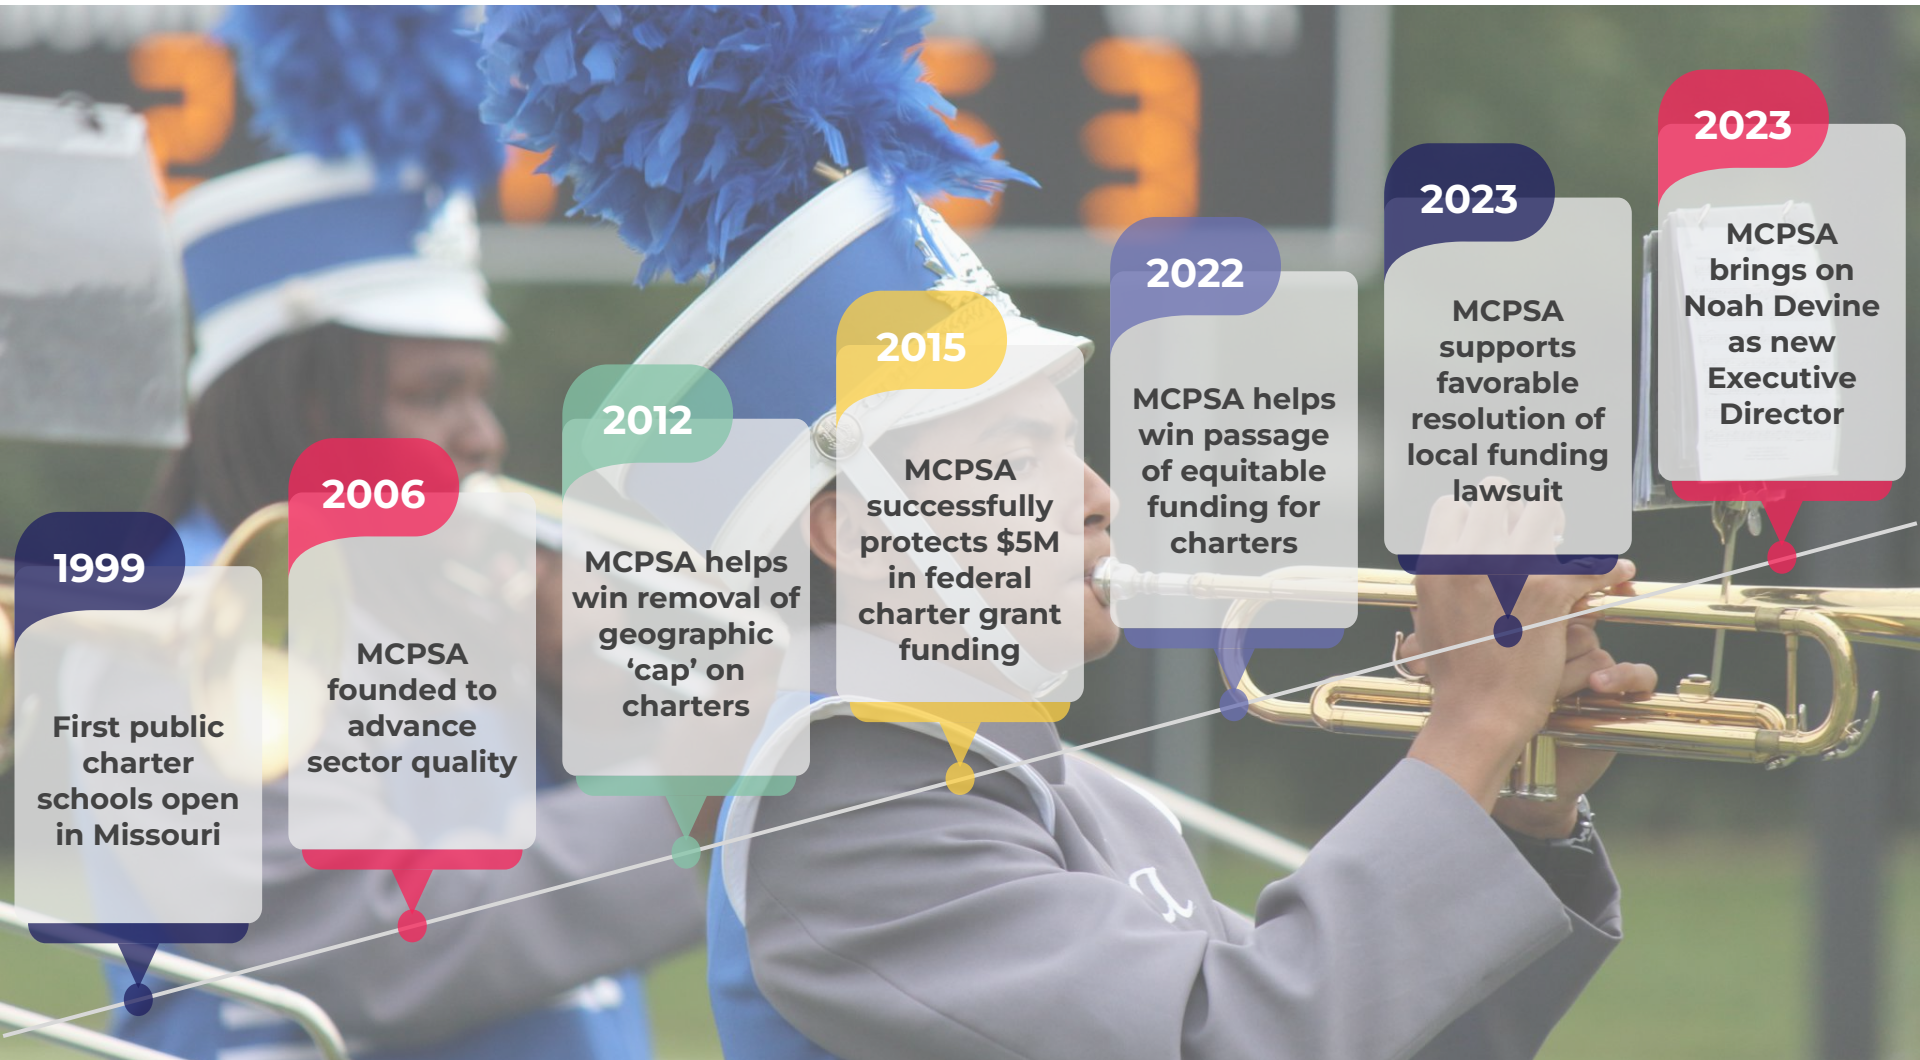 1999
First public
charter
schools open
in Missouri
2006
MCPSA
founded to
advance
sector quality
2012
MCPSA helps
win removal of
geographic
‘cap’ on
charters
2015
MCPSA
successfully
protects $5M
in federal
charter grant
funding
2022
MCPSA helps
win passage
of equitable
funding for
charters
2023
MCPSA
supports
favorable
resolution of
local funding
lawsuit
2023
MCPSA
brings on
Noah Devine
as new
Executive
Director